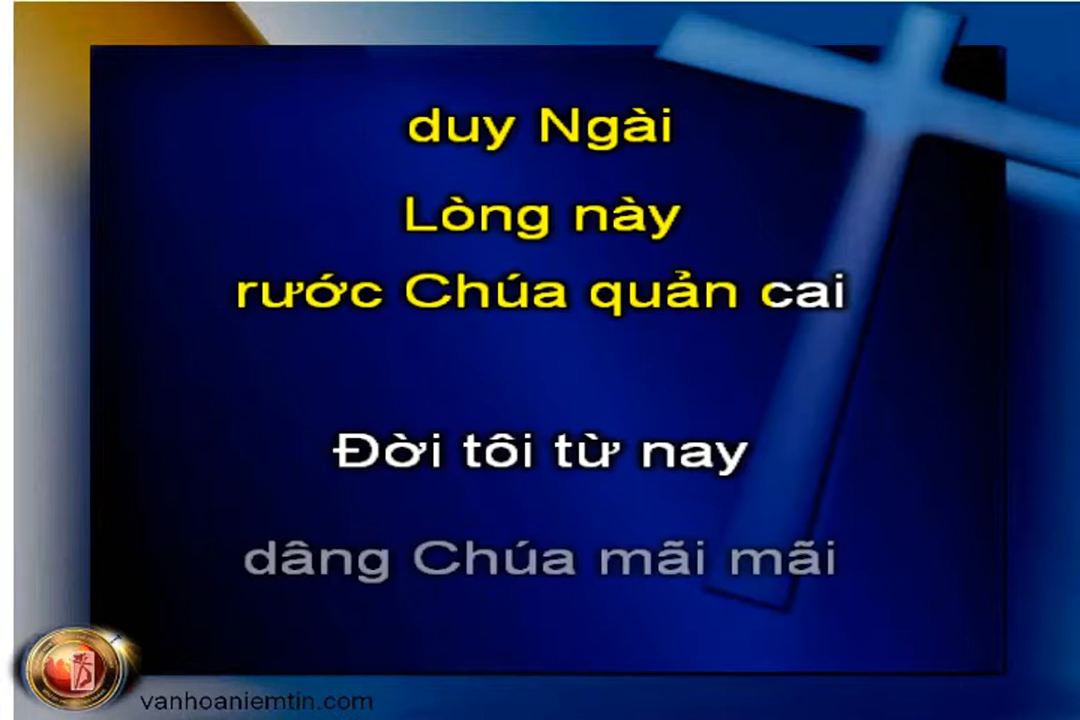 duy Ngài
Lòng này
rước Chúa quản cai
Đời tôi từ nay
dâng Chúa mãi mãi
vanhoaniemtin.com